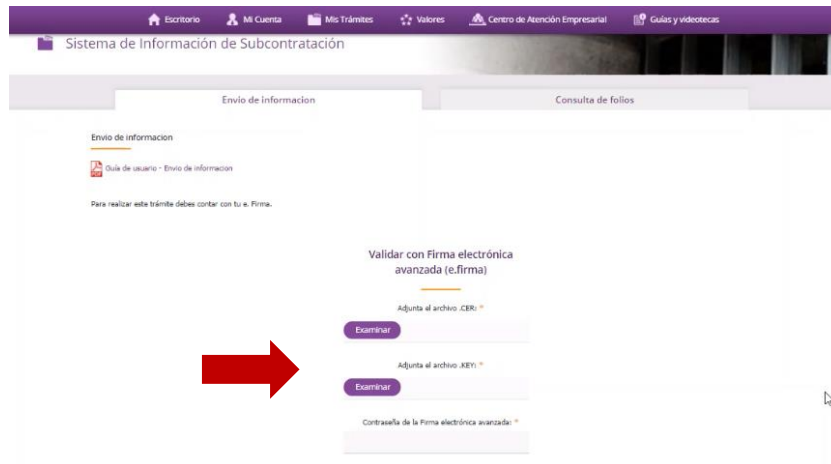 Escritorio Mi Cuenta Mis Trámites Valores Centro de Atención Empresarial Guías y videotecas
Sistema de Información de Subcontratación
Envio de informacion Consulta de folios
Envio de informacion
Guía de usuario - Envio de informacion
Para realizar este trámite debes contar con tu e. Firma.
Validar con Firma electrónica
avanzada (e.firma)
Adjunta el archivo .CER: *
Examinar
Adjunta el archivo .KEY: *
Examinar
Contraseña de la Firma electrónica avanzada: *